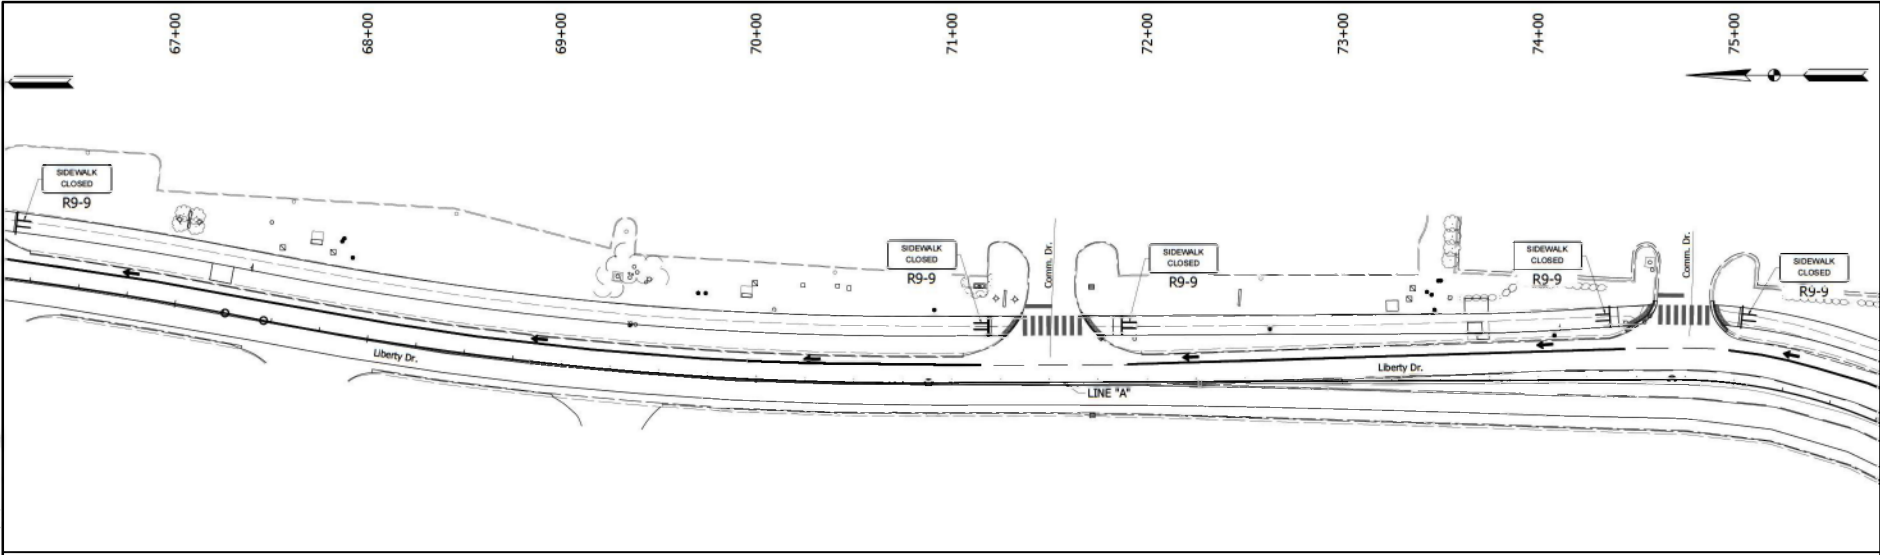 67+00
68+00
69+00
70+00
71+00
72+00
73+00
74+00
75+00
SIDEWALK
CLOSED
R9-9
SIDEWALK
CLOSED
R9-9
Comm. Dr.
SIDEWALK
CLOSED
R9-9
SIDEWALK
CLOSED
R9-9
Comm. Dr.
SIDEWALK
CLOSED
R9-9
Liberty Dr.
LINE "A"
Liberty Dr.